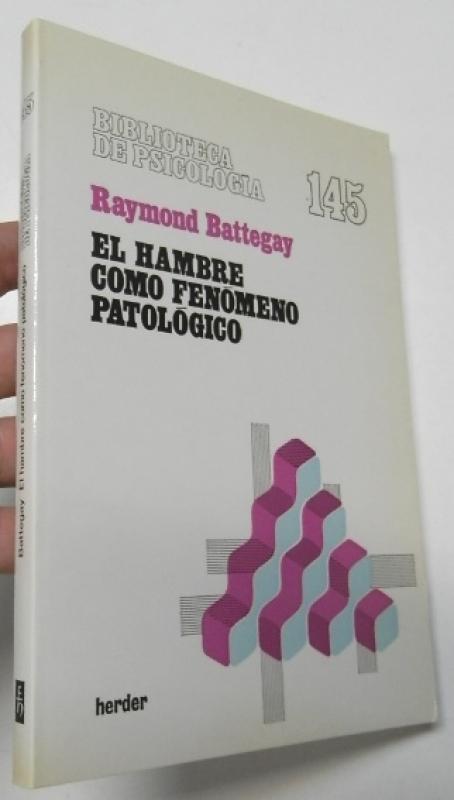 BIBLIOTECA
DE PSICOLOGIA
145
Raymond Battegay
EL HAMBRE
COMO FENÓMENO
PATOLÓGICO
herder
Battegay El hambre como fenómeno patológico